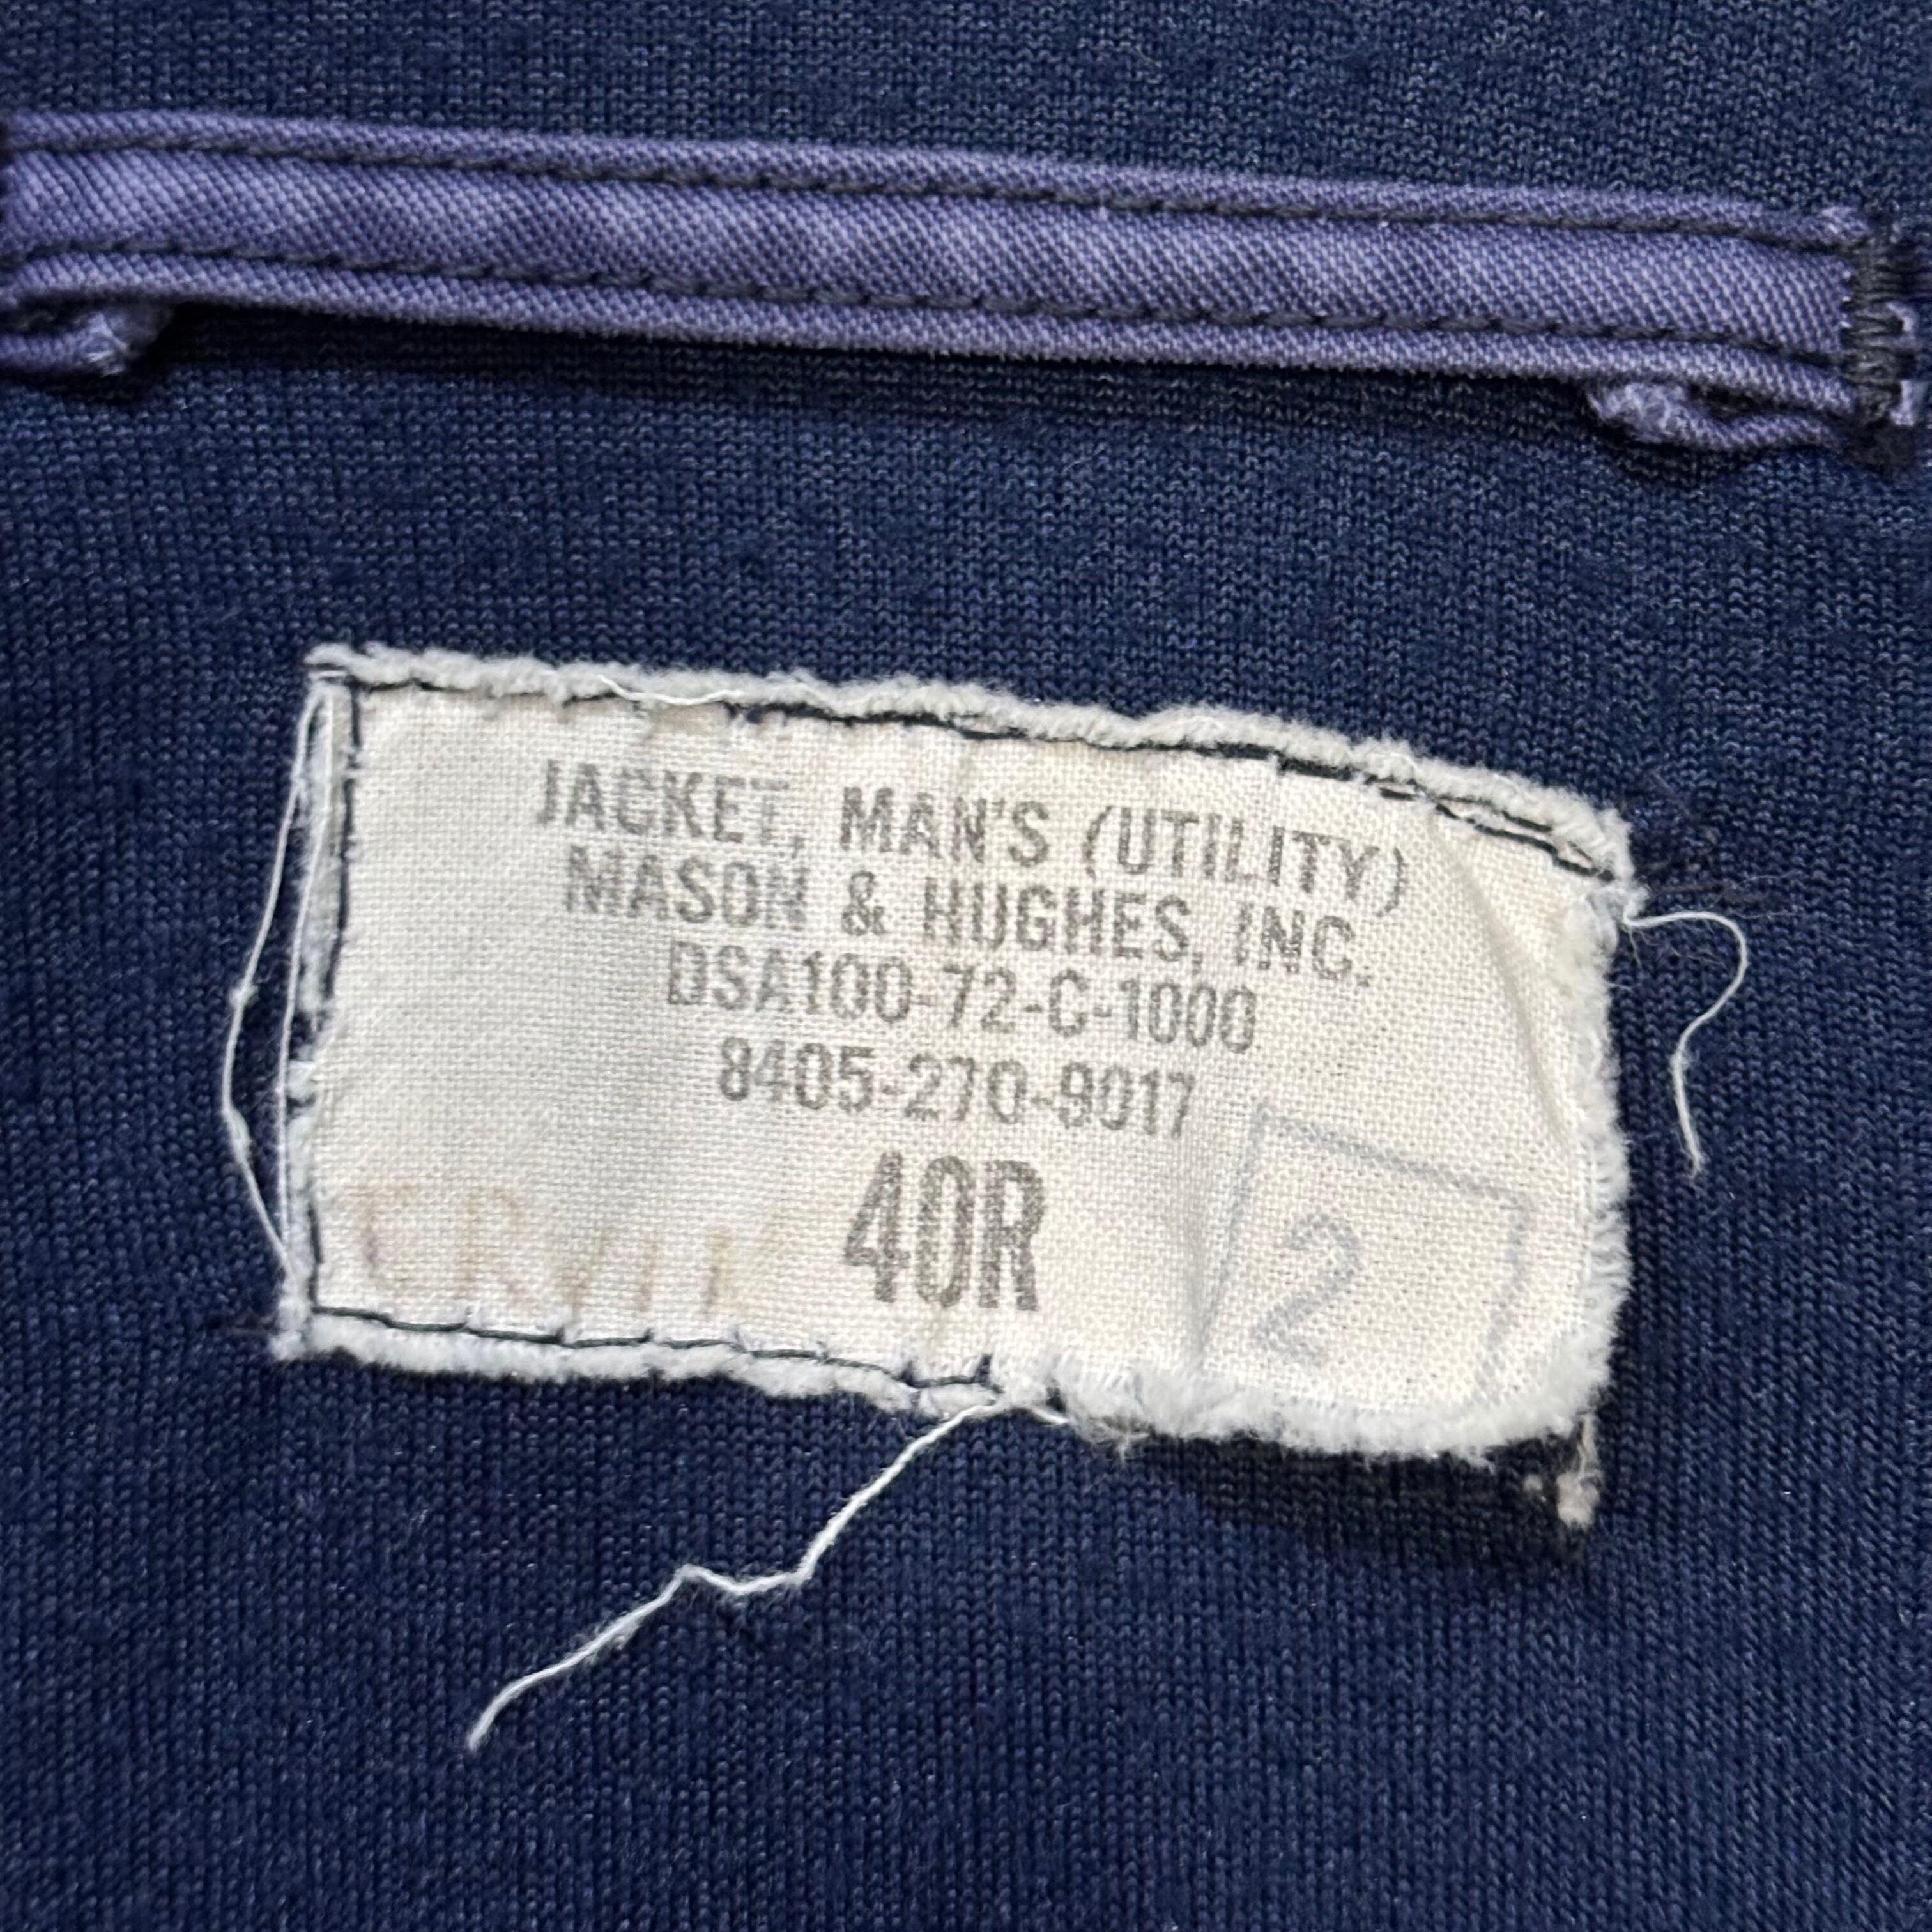 JACKET, MAN'S (UTILITY)
MASON & HUGHES, INC.
DSA100-72-C-1000
8405-270-9017
40R
2